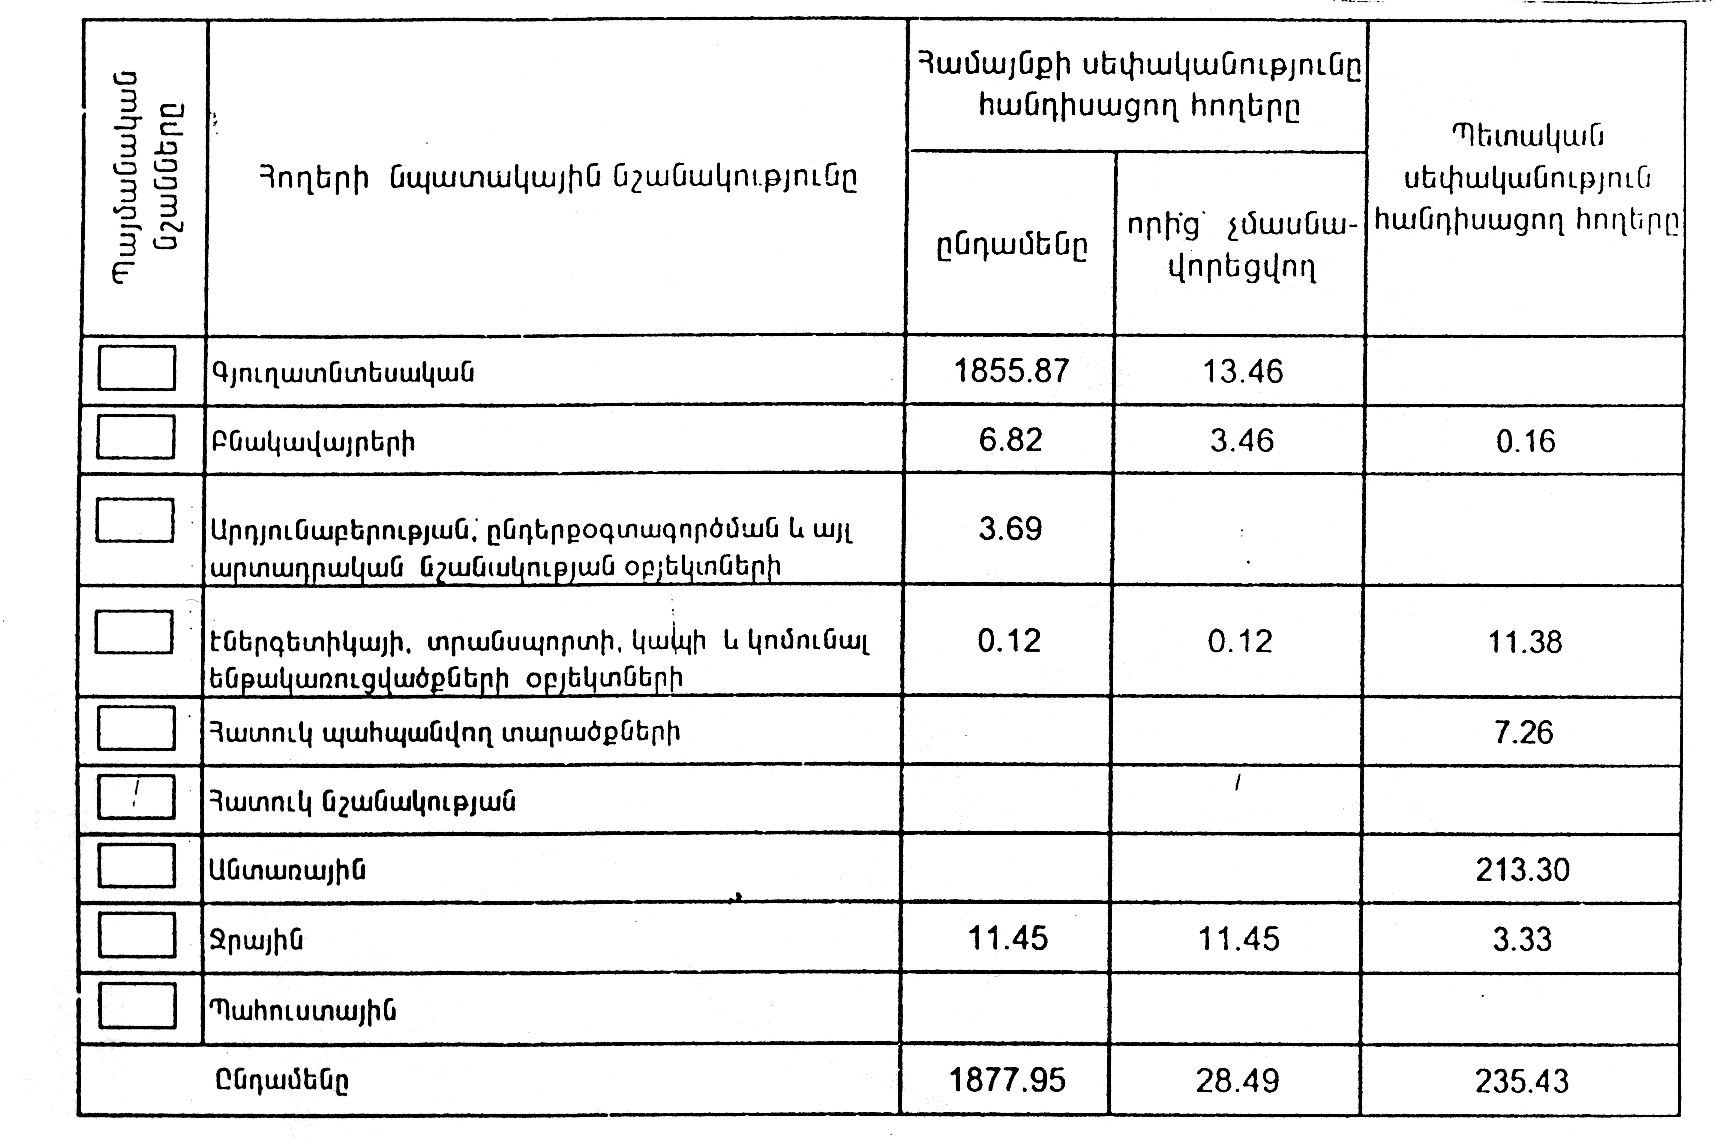 Պայմանական
նշանները
Հողերի նպատակային նշանակությունը
Համայնքի սեփականությունը
հանդիսացող հողերը
ընդամենը
որից՝ չմասնա-
վորեցվող
Պետական
սեփականություն
հանդիսացող հողերը
Գյուղատնտեսական 1855.87 13.46
Բնակավայրերի 6.82 3.46 0.16
Արդյունաբերության, ընդերքօգտագործման և այլ 3.69
արտադրական նշանակության օբյեկտների
Էներգետիկայի, տրանսպորտի, կապի և կոմունալ 0.12 0.12 11.38
ենթակառուցվածքների օբյեկտների
Հատուկ պահպանվող տարածքների 7.26
Հատուկ նշանակության
Անտառային 213.30
Ջրային 11.45 11.45 3.33
Պահուստային
Ընդամենը 1877.95 28.49 235.43